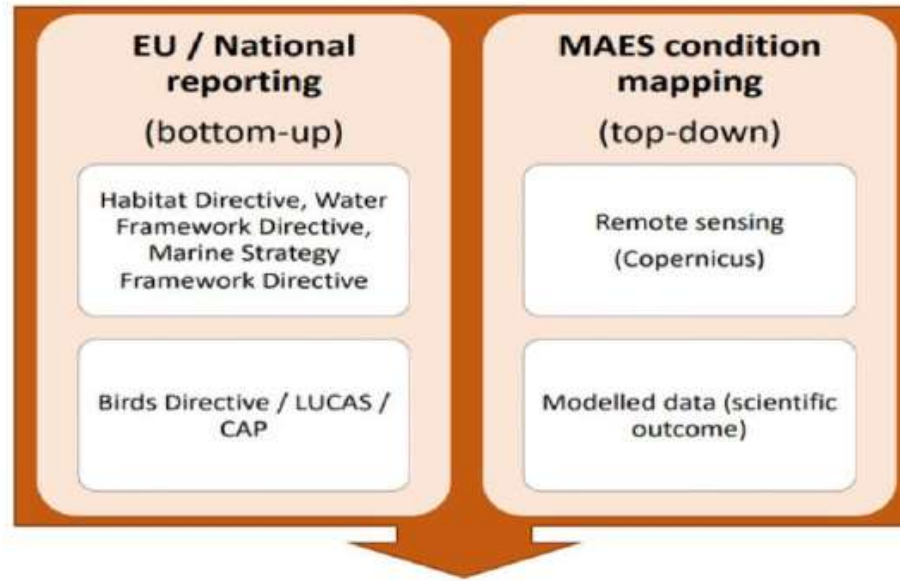 EU / National
reporting
(bottom-up)
Habitat Directive, Water
Framework Directive,
Marine Strategy
Framework Directive
Birds Directive / LUCAS /
CAP
MAES condition
mapping
(top-down)
Remote sensing
(Copernicus)
Modelled data (scientific
outcome)